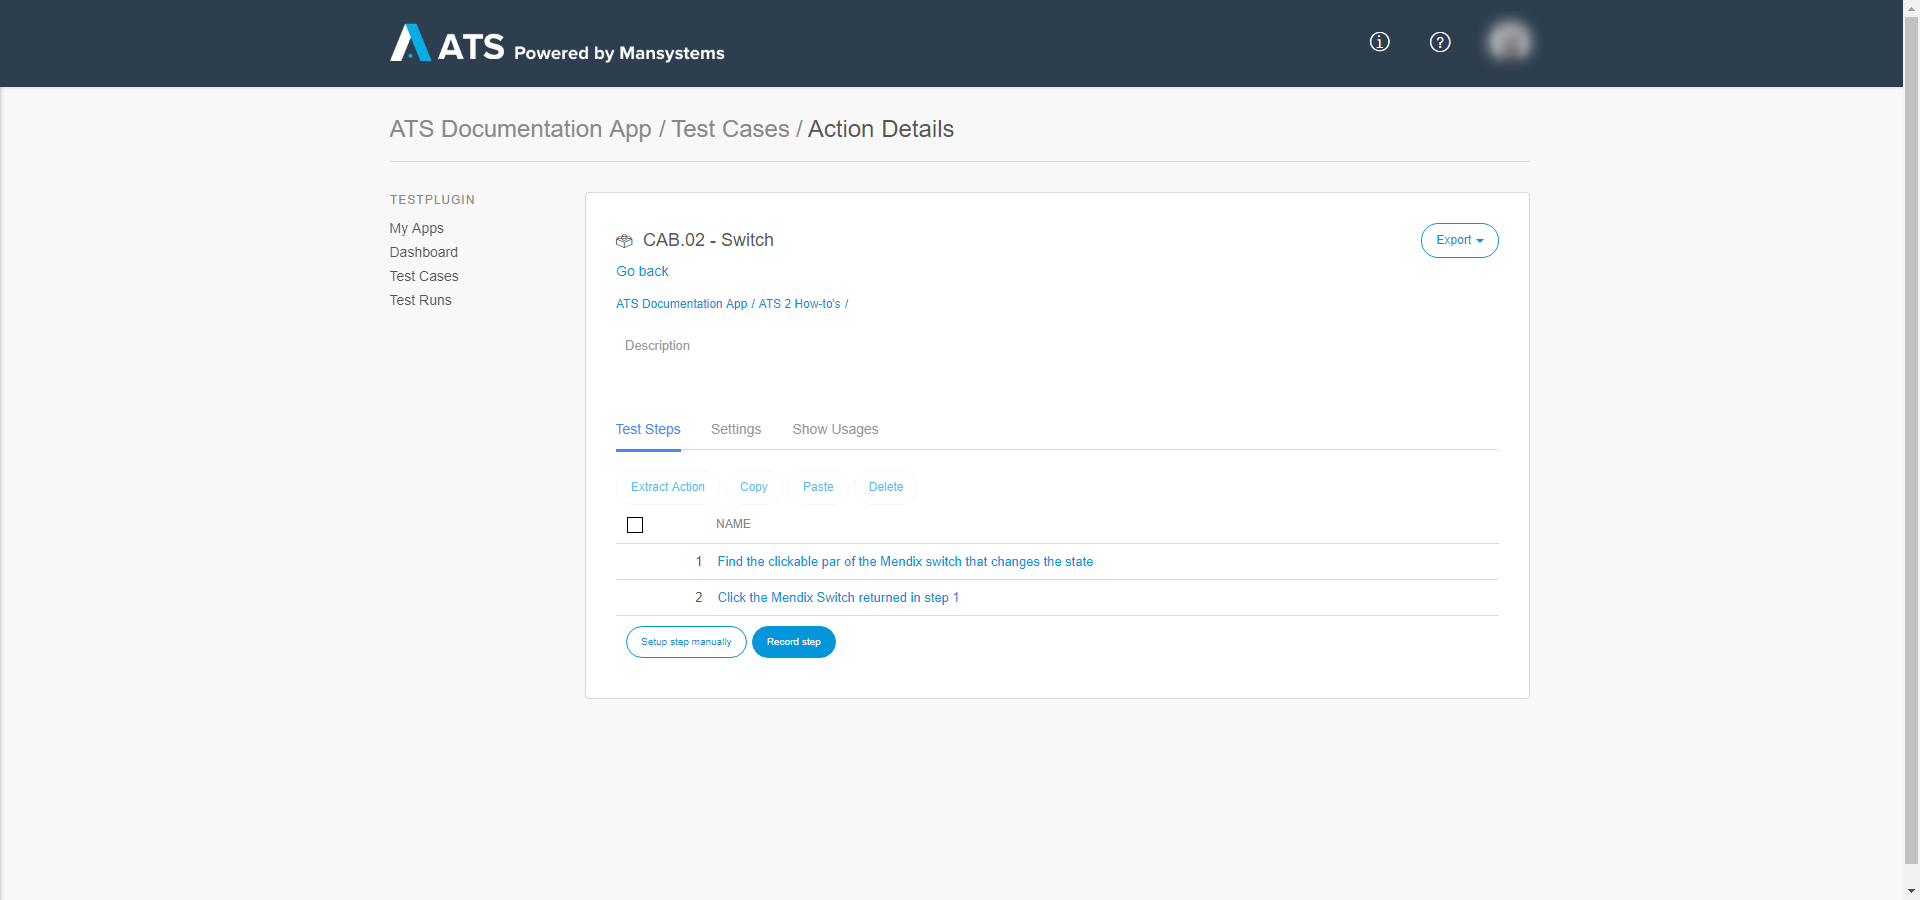 ATS Powered by Mansystems
ATS Documentation App / Test Cases / Action Details
TESTPLUGIN
My Apps
Dashboard
Test Cases
Test Runs
CAB.02 - Switch
Export
Go back
ATS Documentation App / ATS 2 How-to's /
Description
Test Steps Settings Show Usages
Extract Action Copy Paste Delete
NAME
1 Find the clickable par of the Mendix switch that changes the state
2 Click the Mendix Switch returned in step 1
Setup step manually Record step